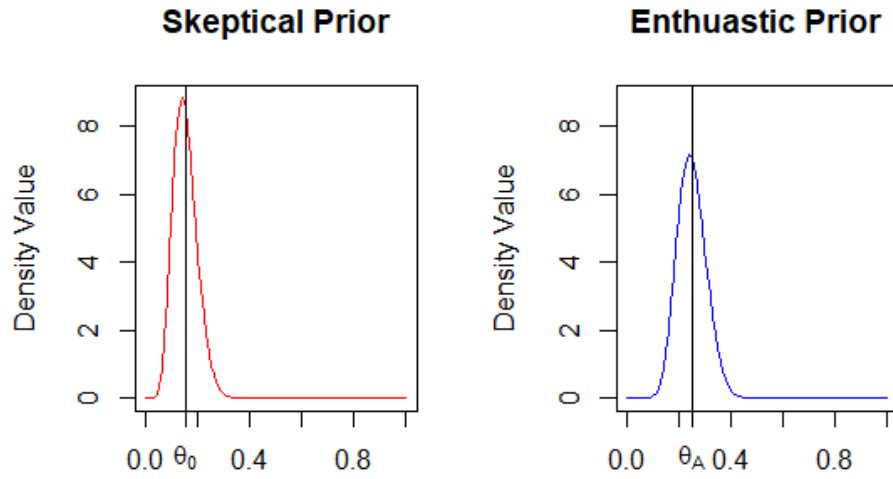 Skeptical Prior
Density Value
8
6
4
2
0
0.0 θ₀ 0.4 0.8
Enthuastic Prior
Density Value
8
6
4
2
0
0.0 θA 0.4 0.8